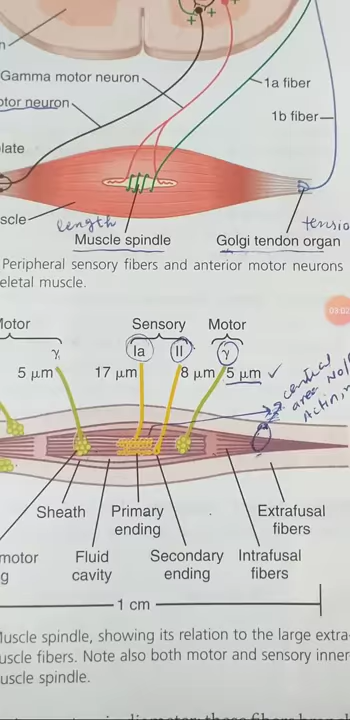 Gamma motor neuron
1a fiber
otor neuron
1b fiber
late
scle
length
tensio
Muscle spindle
Golgi tendon organ
Peripheral sensory fibers and anterior motor neurons
eletal muscle.
03:02
Motor
Sensory
Motor
γ
Ia
II
γ
5 μm
17 μm
8 μm
5 μm
central
area No/
Actin,
Sheath
Primary
ending
Extrafusal
fibers
motor
g
Fluid
cavity
Secondary
ending
Intrafusal
fibers
1 cm
Muscle spindle, showing its relation to the large extra-
uscle fibers. Note also both motor and sensory inner
uscle spindle.